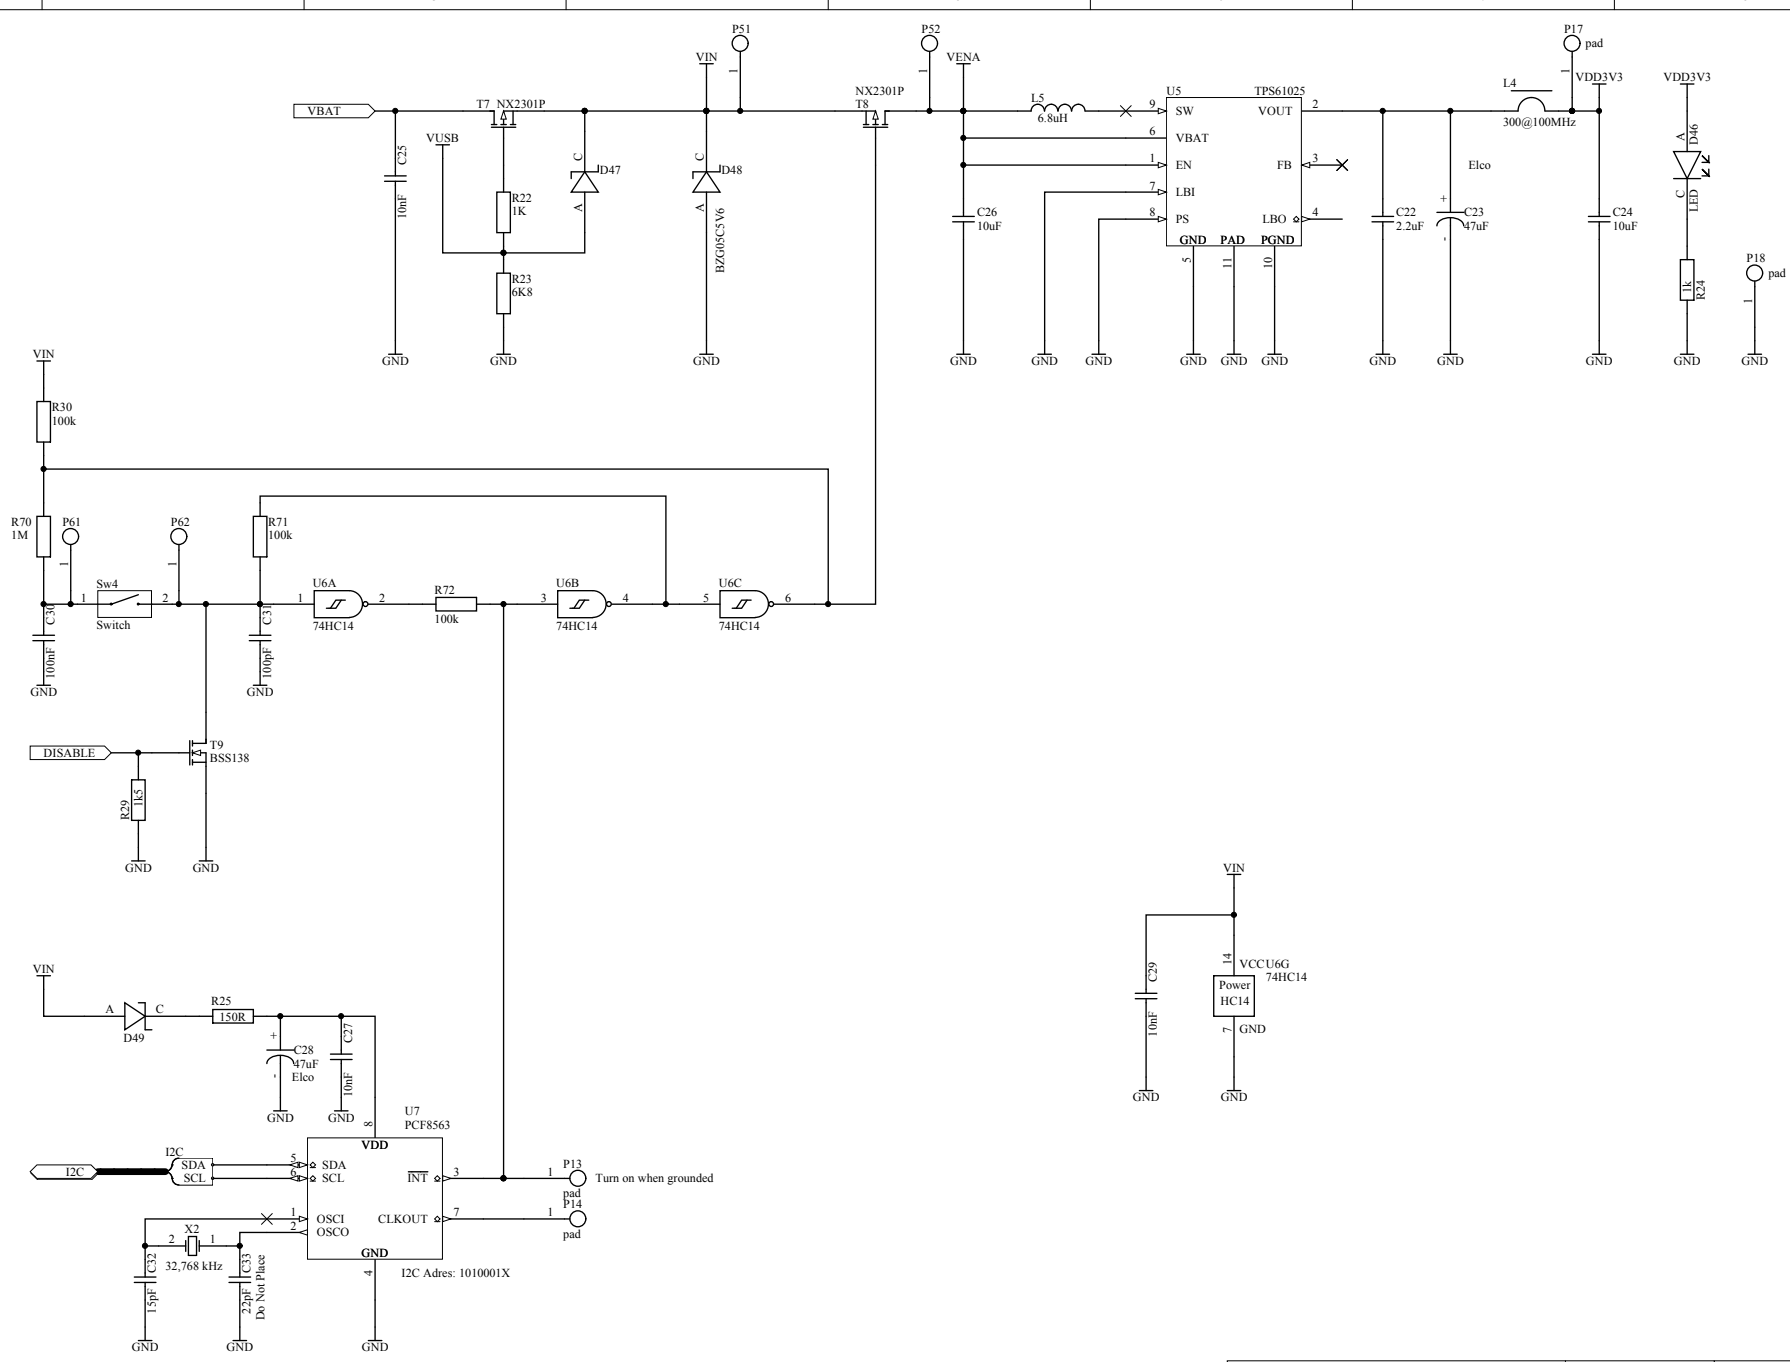 P51
P52
P17
pad
VIN
VENA
VDD3V3
VDD3V3
VBAT
T7 NX2301P
NX2301P
T8
L5
6.8uH
U5 TPS61025
9 SW
VOUT 2
6 VBAT
1 EN
FB 3
7 LBI
8 PS
LBO 4
GND PAD PGND
5
11
10
L4
300@100MHz
1
1
1
VUSB
C25
10nF
R22
1K
R23
6K8
C
D47
A
C
D48
A
BZG05C5V6
C26
10uF
C22
2.2uF
Elco
+
C23
47uF
-
C24
10uF
A
D46
C
LED
1k
R24
P18
pad
1
GND
GND
GND
GND
GND
GND
GND
GND
GND
GND
GND
GND
GND
GND
VIN
R30
100k
R70
1M
P61
1
P62
1
R71
100k
Sw4
1
2
Switch
C30
100nF
GND
C31
100pF
GND
U6A
1
2
74HC14
R72
100k
U6B
3
4
74HC14
U6C
5
6
74HC14
DISABLE
T9
BSS138
R29
1k5
GND
GND
VIN
C29
10nF
14
VCCU6G
74HC14
Power
HC14
7
GND
GND
GND
VIN
A
C
D49
R25
150R
+
C28
47uF
Elco
-
C27
10nF
GND
GND
U7
PCF8563
8
VDD
I2C
I2C
SDA
SCL
5
SDA
6
SCL
INT
3
1
P13
pad
Turn on when grounded
1
OSCI
2
OSCO
CLKOUT
7
1
P14
pad
X2
2
1
32,768 kHz
C32
15pF
C33
22pF
Do Not Place
GND
4
I2C Adres: 1010001X
GND
GND
GND